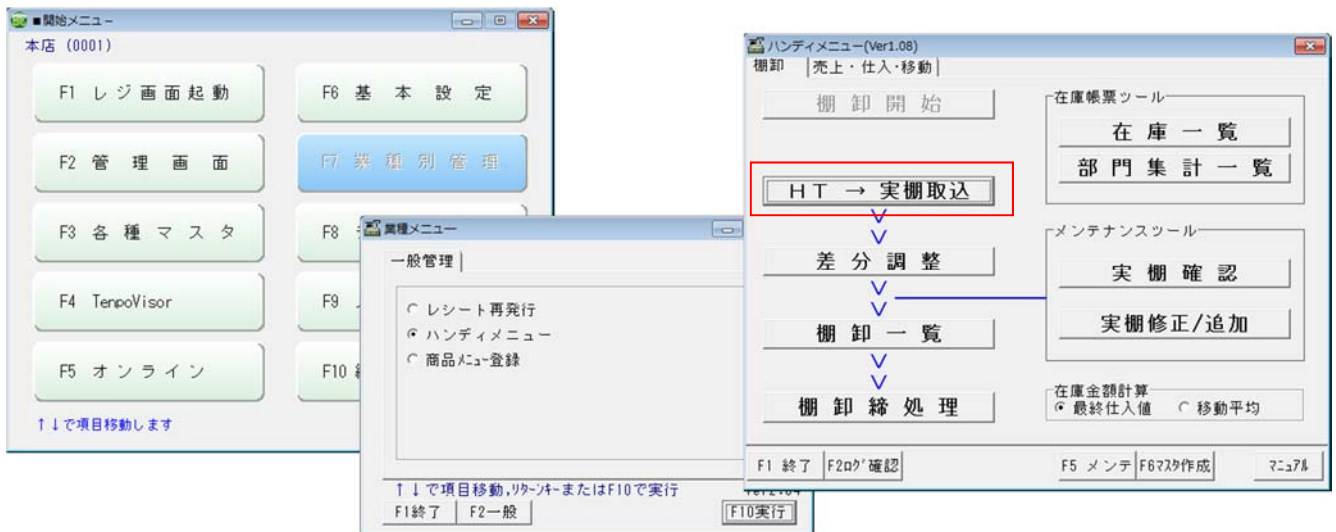 ■開始メニュー
本店 (0001)
F1 レジ画面起動
F6 基本設定
F2 管理画面
F7 業種別管理
F3 各種マスタ
F8
F4 TenpoVisor
F9
F5 オンライン
F10
↑↓で項目移動します
業種メニュー
一般管理
レシート再発行
ハンディメニュー
商品メニュー登録
↑↓で項目移動,リターンキーまたはF10で実行
F1終了
F2一般
F10実行
ハンディメニュー(Ver1.08)
棚卸
売上・仕入・移動
棚卸開始
HT → 実棚取込
差分調整
棚卸一覧
棚卸締処理
在庫帳票ツール
在庫一覧
部門集計一覧
メンテナンスツール
実棚確認
実棚修正/追加
在庫金額計算
最終仕入値
移動平均
F1 終了
F2ログ確認
F5 メンテ
F6マスタ作成
マニュアル